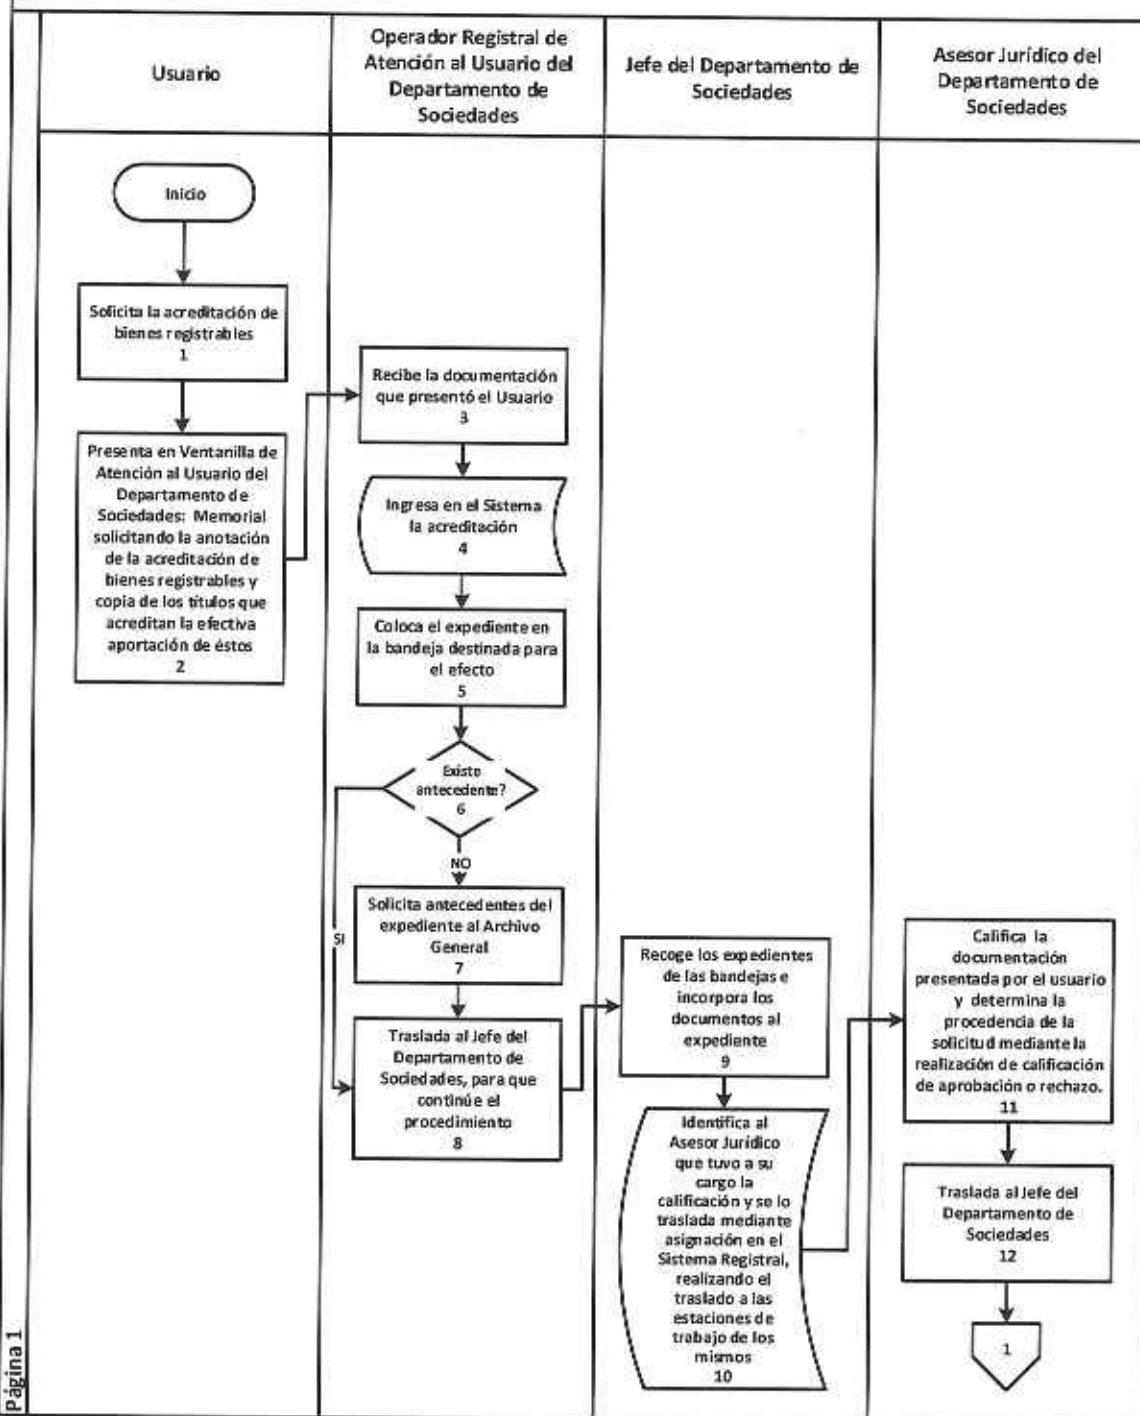 Usuario
Operador Registral de
Atención al Usuario del
Departamento de
Sociedades
Jefe del Departamento de
Sociedades
Asesor Jurídico del
Departamento de
Sociedades
Inicio
Solicita la acreditación de
bienes registrables
1
Presenta en Ventanilla de
Atención al Usuario del
Departamento de
Sociedades: Memorial
solicitando la anotación
de la acreditación de
bienes registrables y
copia de los títulos que
acreditan la efectiva
aportación de éstos
2
Recibe la documentación
que presentó el Usuario
3
Ingresa en el Sistema
la acreditación
4
Coloca el expediente en
la bandeja destinada para
el efecto
5
Existe
antecedente?
6
NO
SI
Solicita antecedentes del
expediente al Archivo
General
7
Traslada al Jefe del
Departamento de
Sociedades, para que
continúe el
procedimiento
8
Recoge los expedientes
de las bandejas e
incorpora los
documentos al
expediente
9
Identifica al
Asesor Jurídico
que tuvo a su
cargo la
calificación y se lo
traslada mediante
asignación en el
Sistema Registral,
realizando el
traslado a las
estaciones de
trabajo de los
mismos
10
Califica la
documentación
presentada por el usuario
y determina la
procedencia de la
solicitud mediante la
realización de calificación
de aprobación o rechazo.
11
Traslada al Jefe del
Departamento de
Sociedades
12
1
Página 1